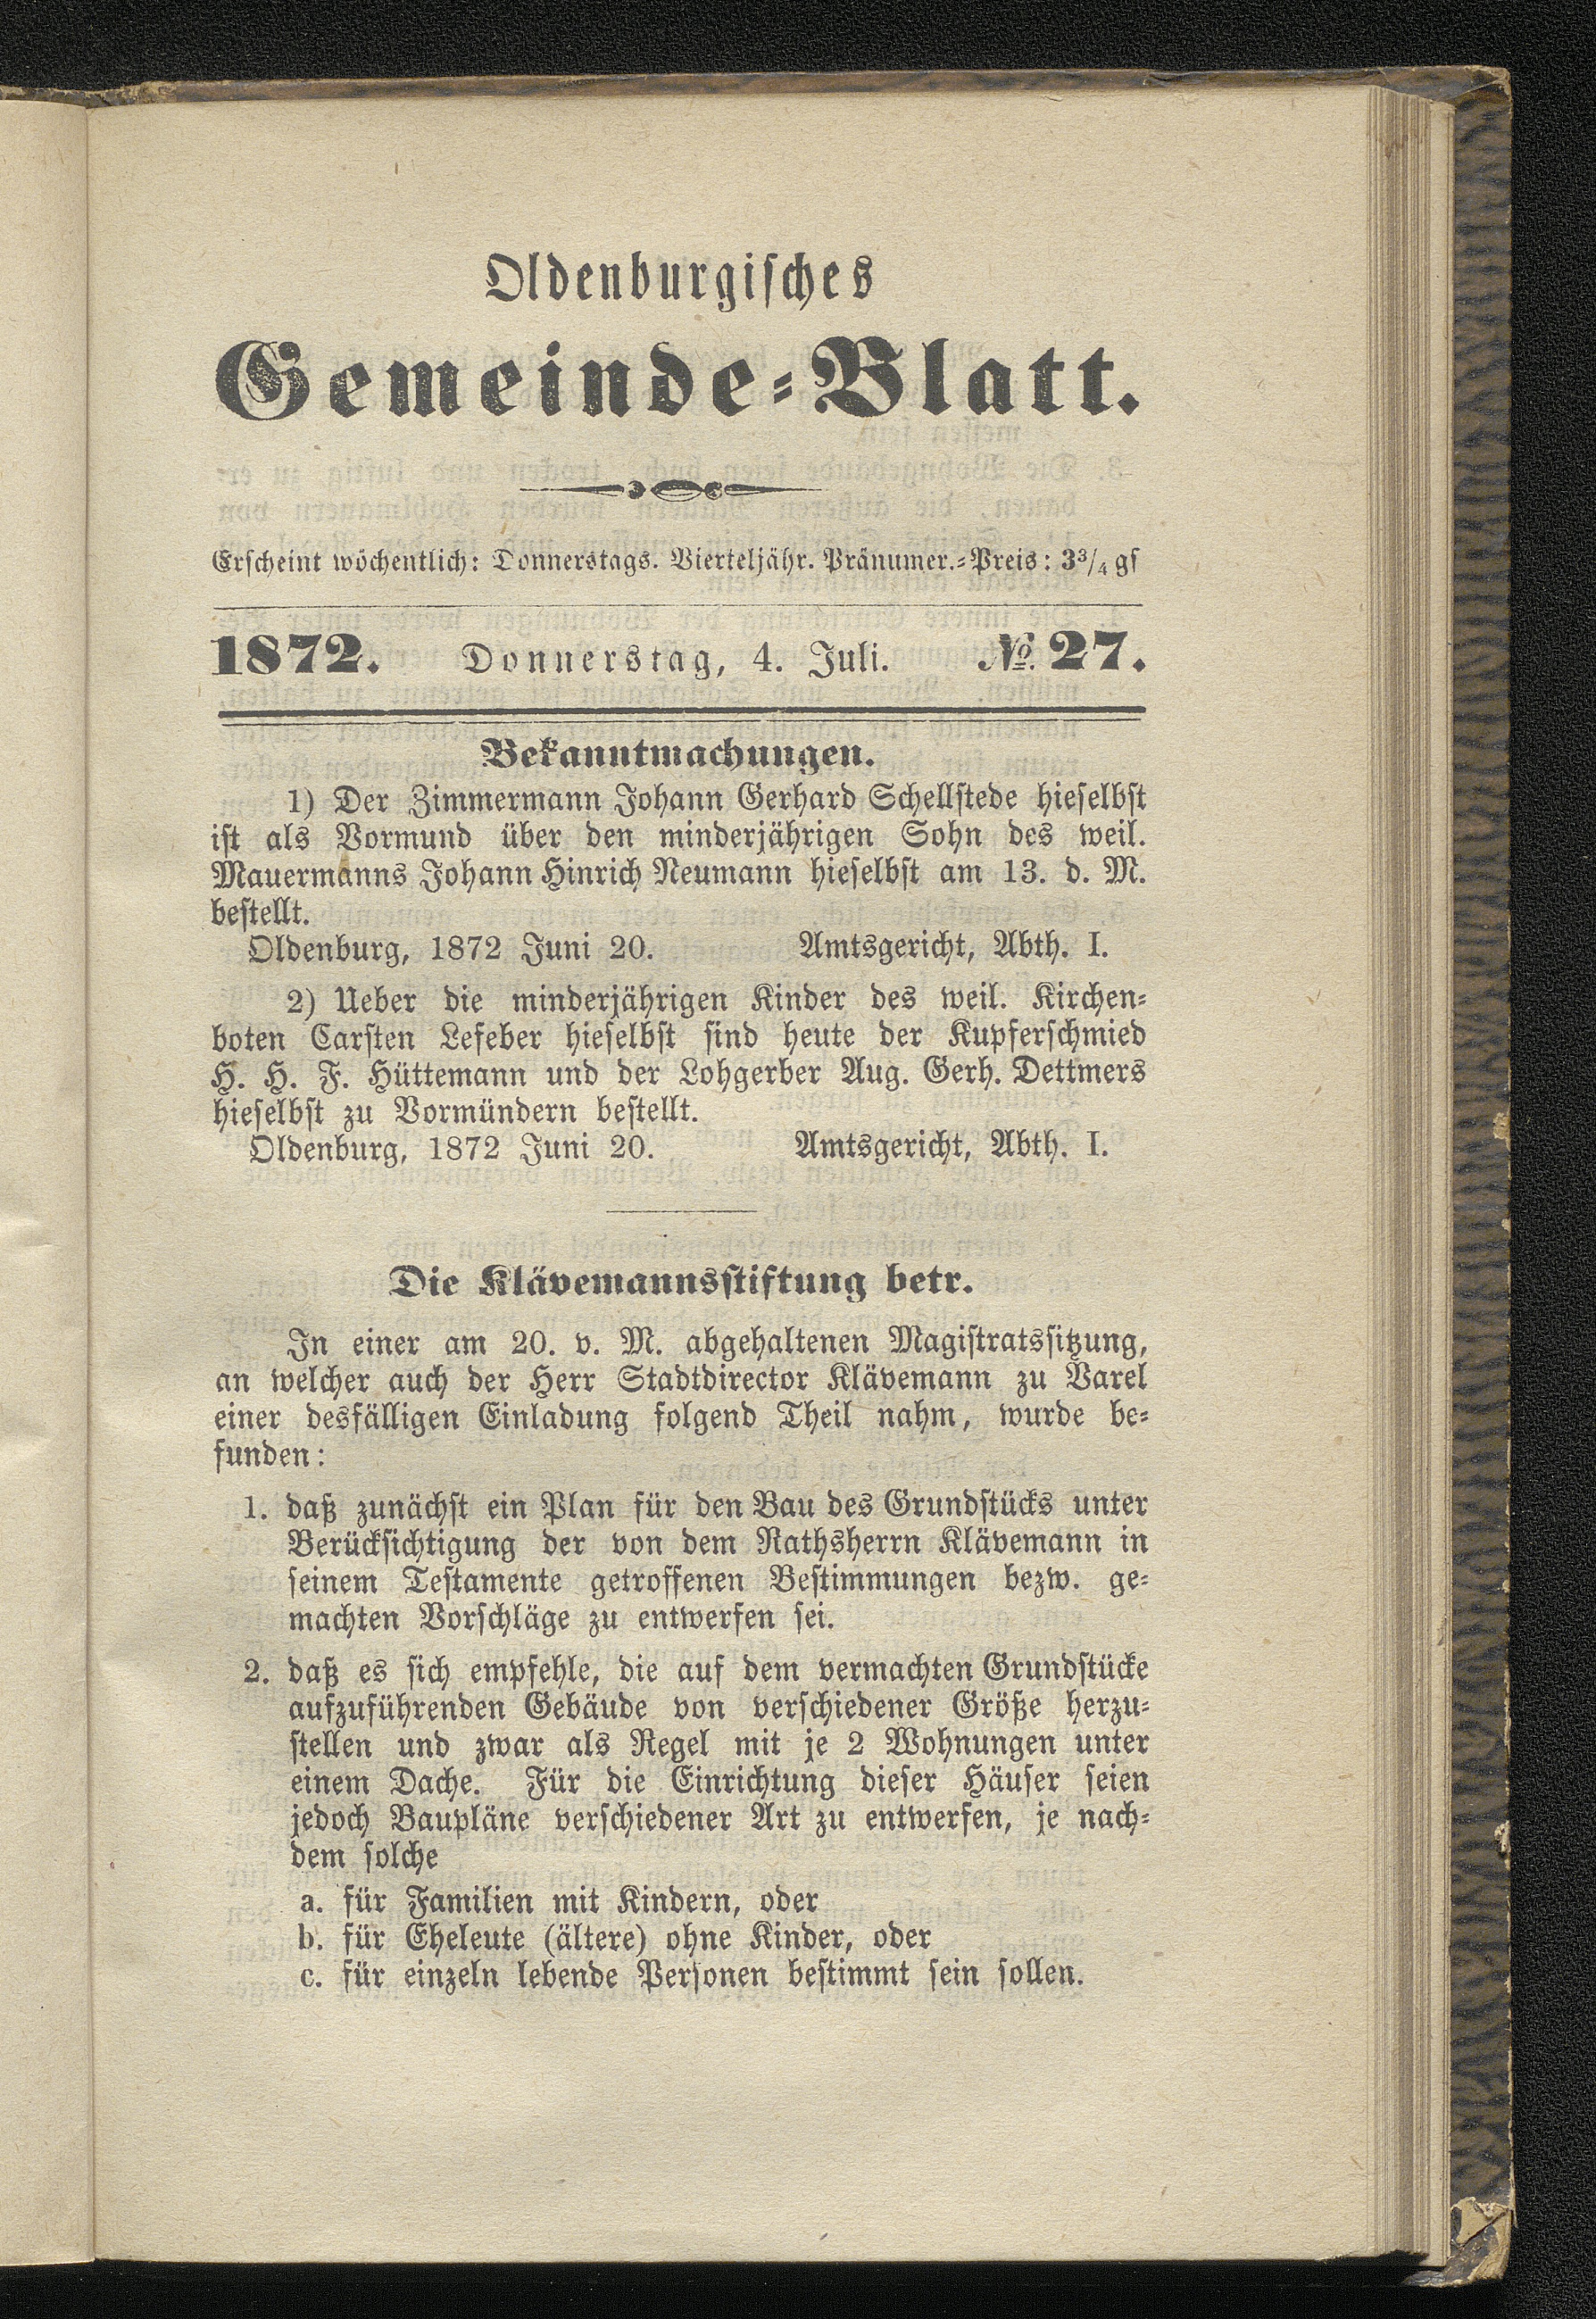 Oldenburgisches
Gemeinde-Blatt.
Erscheint wöchentlich: Donnerstags. Vierteljähr. Pränumer.-Preis: 3³/₄ gs
1872. Donnerstag, 4. Juli. №. 27.
Bekanntmachungen.
1) Der Zimmermann Johann Gerhard Schellstede hieselbst
ist als Vormund über den minderjährigen Sohn des weil.
Mauermanns Johann Hinrich Neumann hieselbst am 13. d. M.
bestellt.
Oldenburg, 1872 Juni 20. Amtsgericht, Abth. I.
2) Ueber die minderjährigen Kinder des weil. Kirchen-
boten Carsten Lefeber hieselbst sind heute der Kupferschmied
H. H. F. Hüttemann und der Lohgerber Aug. Gerh. Dettmers
hieselbst zu Vormündern bestellt.
Oldenburg, 1872 Juni 20. Amtsgericht, Abth. I.
Die Klävemannsstiftung betr.
In einer am 20. v. M. abgehaltenen Magistratssitzung,
an welcher auch der Herr Stadtdirector Klävemann zu Varel
einer desfälligen Einladung folgend Theil nahm, wurde be-
funden:
1. daß zunächst ein Plan für den Bau des Grundstücks unter
Berücksichtigung der von dem Rathsherrn Klävemann in
seinem Testamente getroffenen Bestimmungen bezw. ge-
machten Vorschläge zu entwerfen sei.
2. daß es sich empfehle, die auf dem vermachten Grundstücke
aufzuführenden Gebäude von verschiedener Größe herzu-
stellen und zwar als Regel mit je 2 Wohnungen unter
einem Dache. Für die Einrichtung dieser Häuser seien
jedoch Baupläne verschiedener Art zu entwerfen, je nach-
dem solche
a. für Familien mit Kindern, oder
b. für Eheleute (ältere) ohne Kinder, oder
c. für einzeln lebende Personen bestimmt sein sollen.